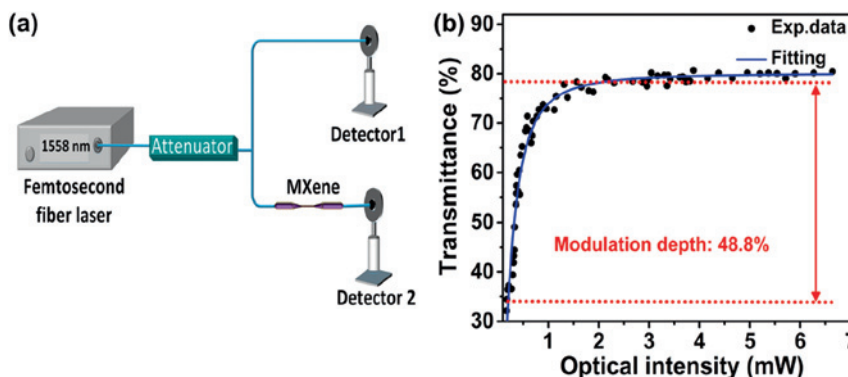 (a)
1558 nm
Femtosecond
fiber laser
Attenuator
Detector1
MXene
Detector 2
(b)
Exp.data
Fitting
Transmittance (%)
90
80
70
60
50
40
30
Modulation depth: 48.8%
1 2 3 4 5 6 7
Optical intensity (mW)